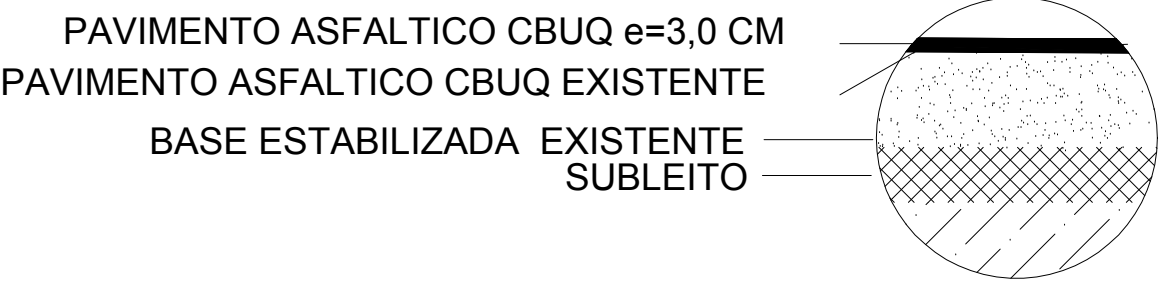 PAVIMENTO ASFALTICO CBUQ e=3,0 CM
PAVIMENTO ASFALTICO CBUQ EXISTENTE
BASE ESTABILIZADA EXISTENTE
SUBLEITO